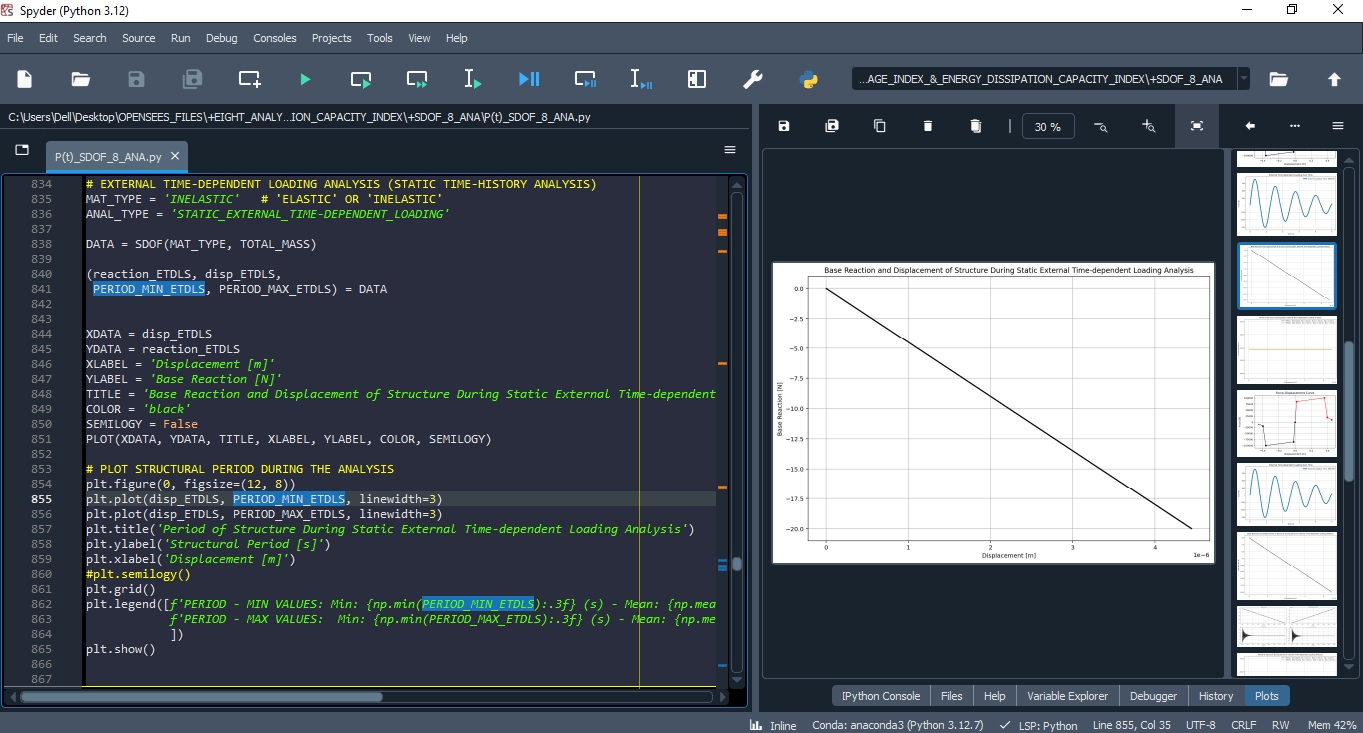 Spyder (Python 3.12)
File Edit Search Source Run Debug Consoles Projects Tools View Help
...AGE_INDEX_&_ENERGY_DISSIPATION_CAPACITY_INDEX\+SDOF_8_ANA
C:\Users\Dell\Desktop\OPENSEES_FILES\+EIGHT_ANALY...ION_CAPACITY_INDEX\+SDOF_8_ANA\P(t)_SDOF_8_ANA.py
P(t)_SDOF_8_ANA.py
834 # EXTERNAL TIME-DEPENDENT LOADING ANALYSIS (STATIC TIME-HISTORY ANALYSIS)
835 MAT_TYPE = 'INELASTIC' # 'ELASTIC' OR 'INELASTIC'
836 ANAL_TYPE = 'STATIC_EXTERNAL_TIME-DEPENDENT_LOADING'
837
838 DATA = SDOF(MAT_TYPE, TOTAL_MASS)
839
840 (reaction_ETDLS, disp_ETDLS,
841 PERIOD_MIN_ETDLS, PERIOD_MAX_ETDLS) = DATA
842
843
844 XDATA = disp_ETDLS
845 YDATA = reaction_ETDLS
846 XLABEL = 'Displacement [m]'
847 YLABEL = 'Base Reaction [N]'
848 TITLE = 'Base Reaction and Displacement of Structure During Static External Time-dependent
849 COLOR = 'black'
850 SEMILOGY = False
851 PLOT(XDATA, YDATA, TITLE, XLABEL, YLABEL, COLOR, SEMILOGY)
852
853 # PLOT STRUCTURAL PERIOD DURING THE ANALYSIS
854 plt.figure(0, figsize=(12, 8))
855 plt.plot(disp_ETDLS, PERIOD_MIN_ETDLS, linewidth=3)
856 plt.plot(disp_ETDLS, PERIOD_MAX_ETDLS, linewidth=3)
857 plt.title('Period of Structure During Static External Time-dependent Loading Analysis')
858 plt.ylabel('Structural Period [s]')
859 plt.xlabel('Displacement [m]')
860 #plt.semilogy()
861 plt.grid()
862 plt.legend([f'PERIOD - MIN VALUES: Min: {np.min(PERIOD_MIN_ETDLS):.3f} (s) - Mean: {np.mea
863 f'PERIOD - MAX VALUES:  Min: {np.min(PERIOD_MAX_ETDLS):.3f} (s) - Mean: {np.me
864 ])
865 plt.show()
866
867
30 %
Base Reaction and Displacement of Structure During Static External Time-dependent Loading Analysis
Base Reaction [N]
0.0
−2.5
−5.0
−7.5
−10.0
−12.5
−15.0
−17.5
−20.0
0 1 2 3 4
1e−6
Displacement [m]
IPython Console Files Help Variable Explorer Debugger History Plots
Inline Conda: anaconda3 (Python 3.12.7) LSP: Python Line 855, Col 35 UTF-8 CRLF RW Mem 42%